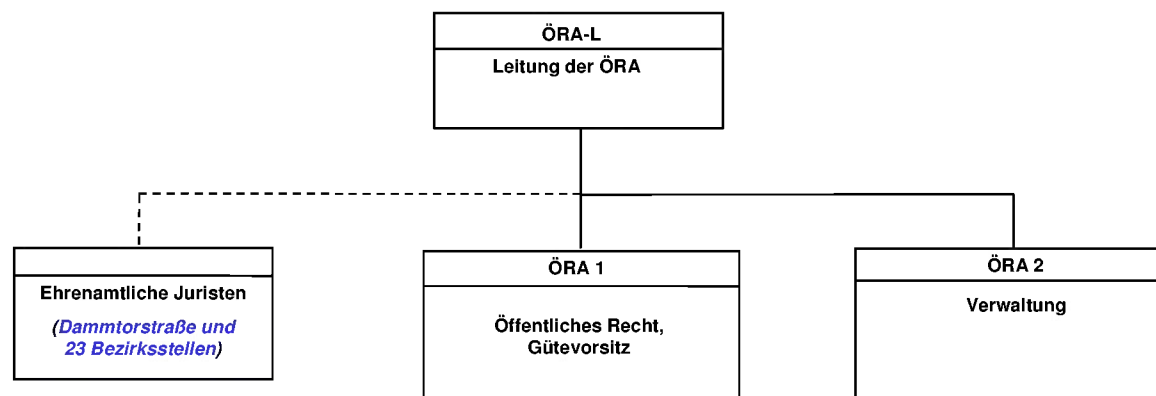 ÖRA-L
Leitung der ÖRA
Ehrenamtliche Juristen
(Dammtorstraße und
23 Bezirksstellen)
ÖRA 1
Öffentliches Recht,
Gütevorsitz
ÖRA 2
Verwaltung